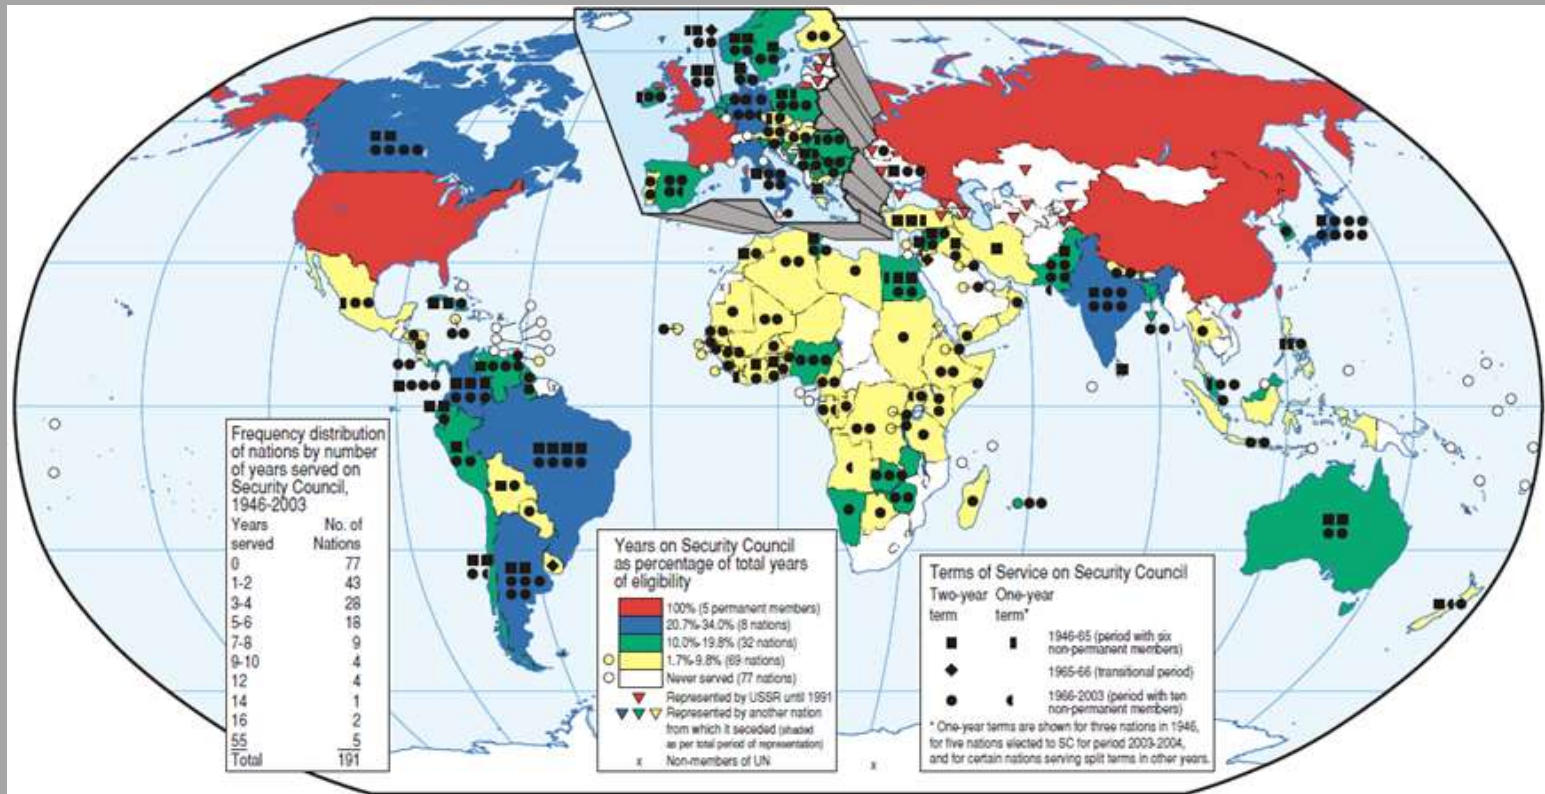 Frequency distribution
of nations by number
of years served on
Security Council,
1946-2003
Years No. of
served Nations
0 77
1-2 43
3-4 28
5-6 18
7-8 9
9-10 4
12 4
14 1
16 2
55 5
Total 191
Years on Security Council
as percentage of total years
of eligibility
100% (5 permanent members)
20.7%-34.0% (8 nations)
10.0%-19.8% (32 nations)
1.7%-9.8% (69 nations)
Never served (77 nations)
Represented by USSR until 1991
Represented by another nation
from which it seceded (shaded
as per total period of representation)
x Non-members of UN
Terms of Service on Security Council
Two-year One-year
term term*
1946-65 (period with six
non-permanent members)
1965-66 (transitional period)
1966-2003 (period with ten
non-permanent members)
* One-year terms are shown for three nations in 1946,
for five nations elected to SC for period 2003-2004,
and for certain nations serving split terms in other years.
x
x
x